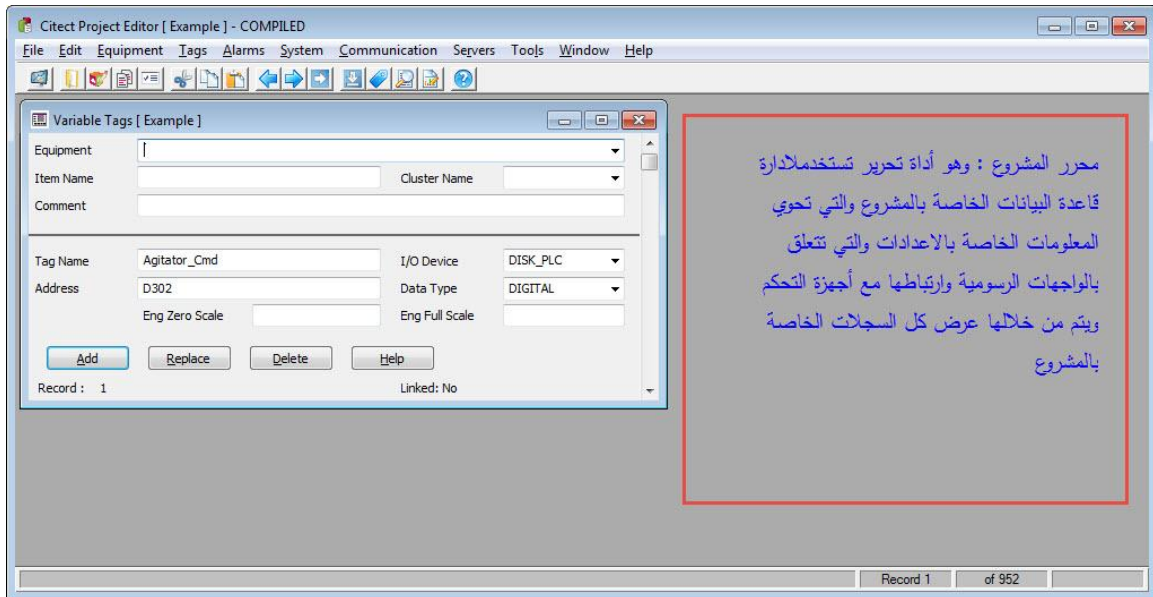 Citect Project Editor [ Example ] - COMPILED
File Edit Equipment Tags Alarms System Communication Servers Tools Window Help
Variable Tags [ Example ]
Equipment
Item Name Cluster Name
Comment
Tag Name Agitator_Cmd I/O Device DISK_PLC
Address D302 Data Type DIGITAL
Eng Zero Scale Eng Full Scale
Add Replace Delete Help
Record : 1 Linked: No
محرر المشروع : وهو أداة تحرير تستخدملادارة
قاعدة البيانات الخاصة بالمشروع والتي تحوي
المعلومات الخاصة بالاعدادات والتي تتعلق
بالواجهات الرسومية وارتباطها مع أجهزة التحكم
ويتم من خلالها عرض كل السجلات الخاصة
بالمشروع
Record 1 of 952